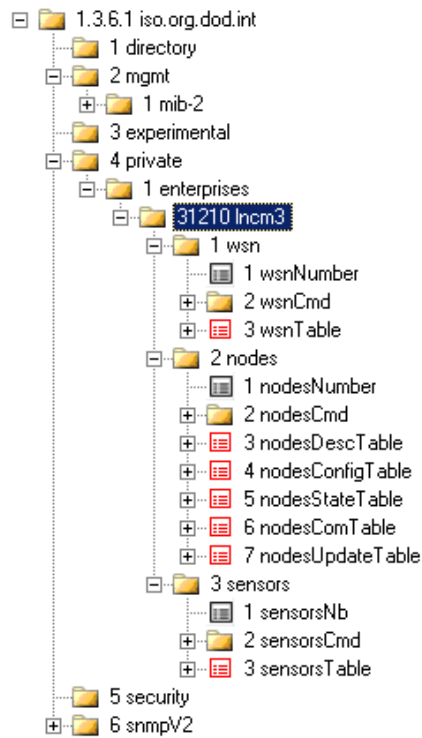 1.3.6.1 iso.org.dod.int
1 directory
2 mgmt
1 mib-2
3 experimental
4 private
1 enterprises
31210 lncm3
1 wsn
1 wsnNumber
2 wsnCmd
3 wsnTable
2 nodes
1 nodesNumber
2 nodesCmd
3 nodesDescTable
4 nodesConfigTable
5 nodesStateTable
6 nodesComTable
7 nodesUpdateTable
3 sensors
1 sensorsNb
2 sensorsCmd
3 sensorsTable
5 security
6 snmpV2